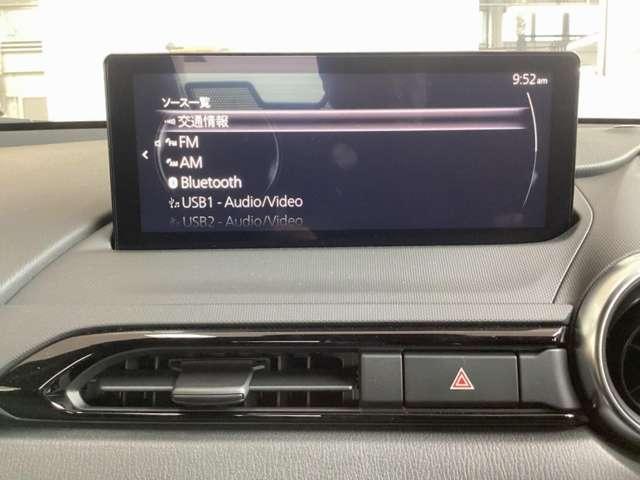 9:52am
ソース一覧
交通情報
FM
AM
Bluetooth
USB1 - Audio/Video
USB2 - Audio/Video